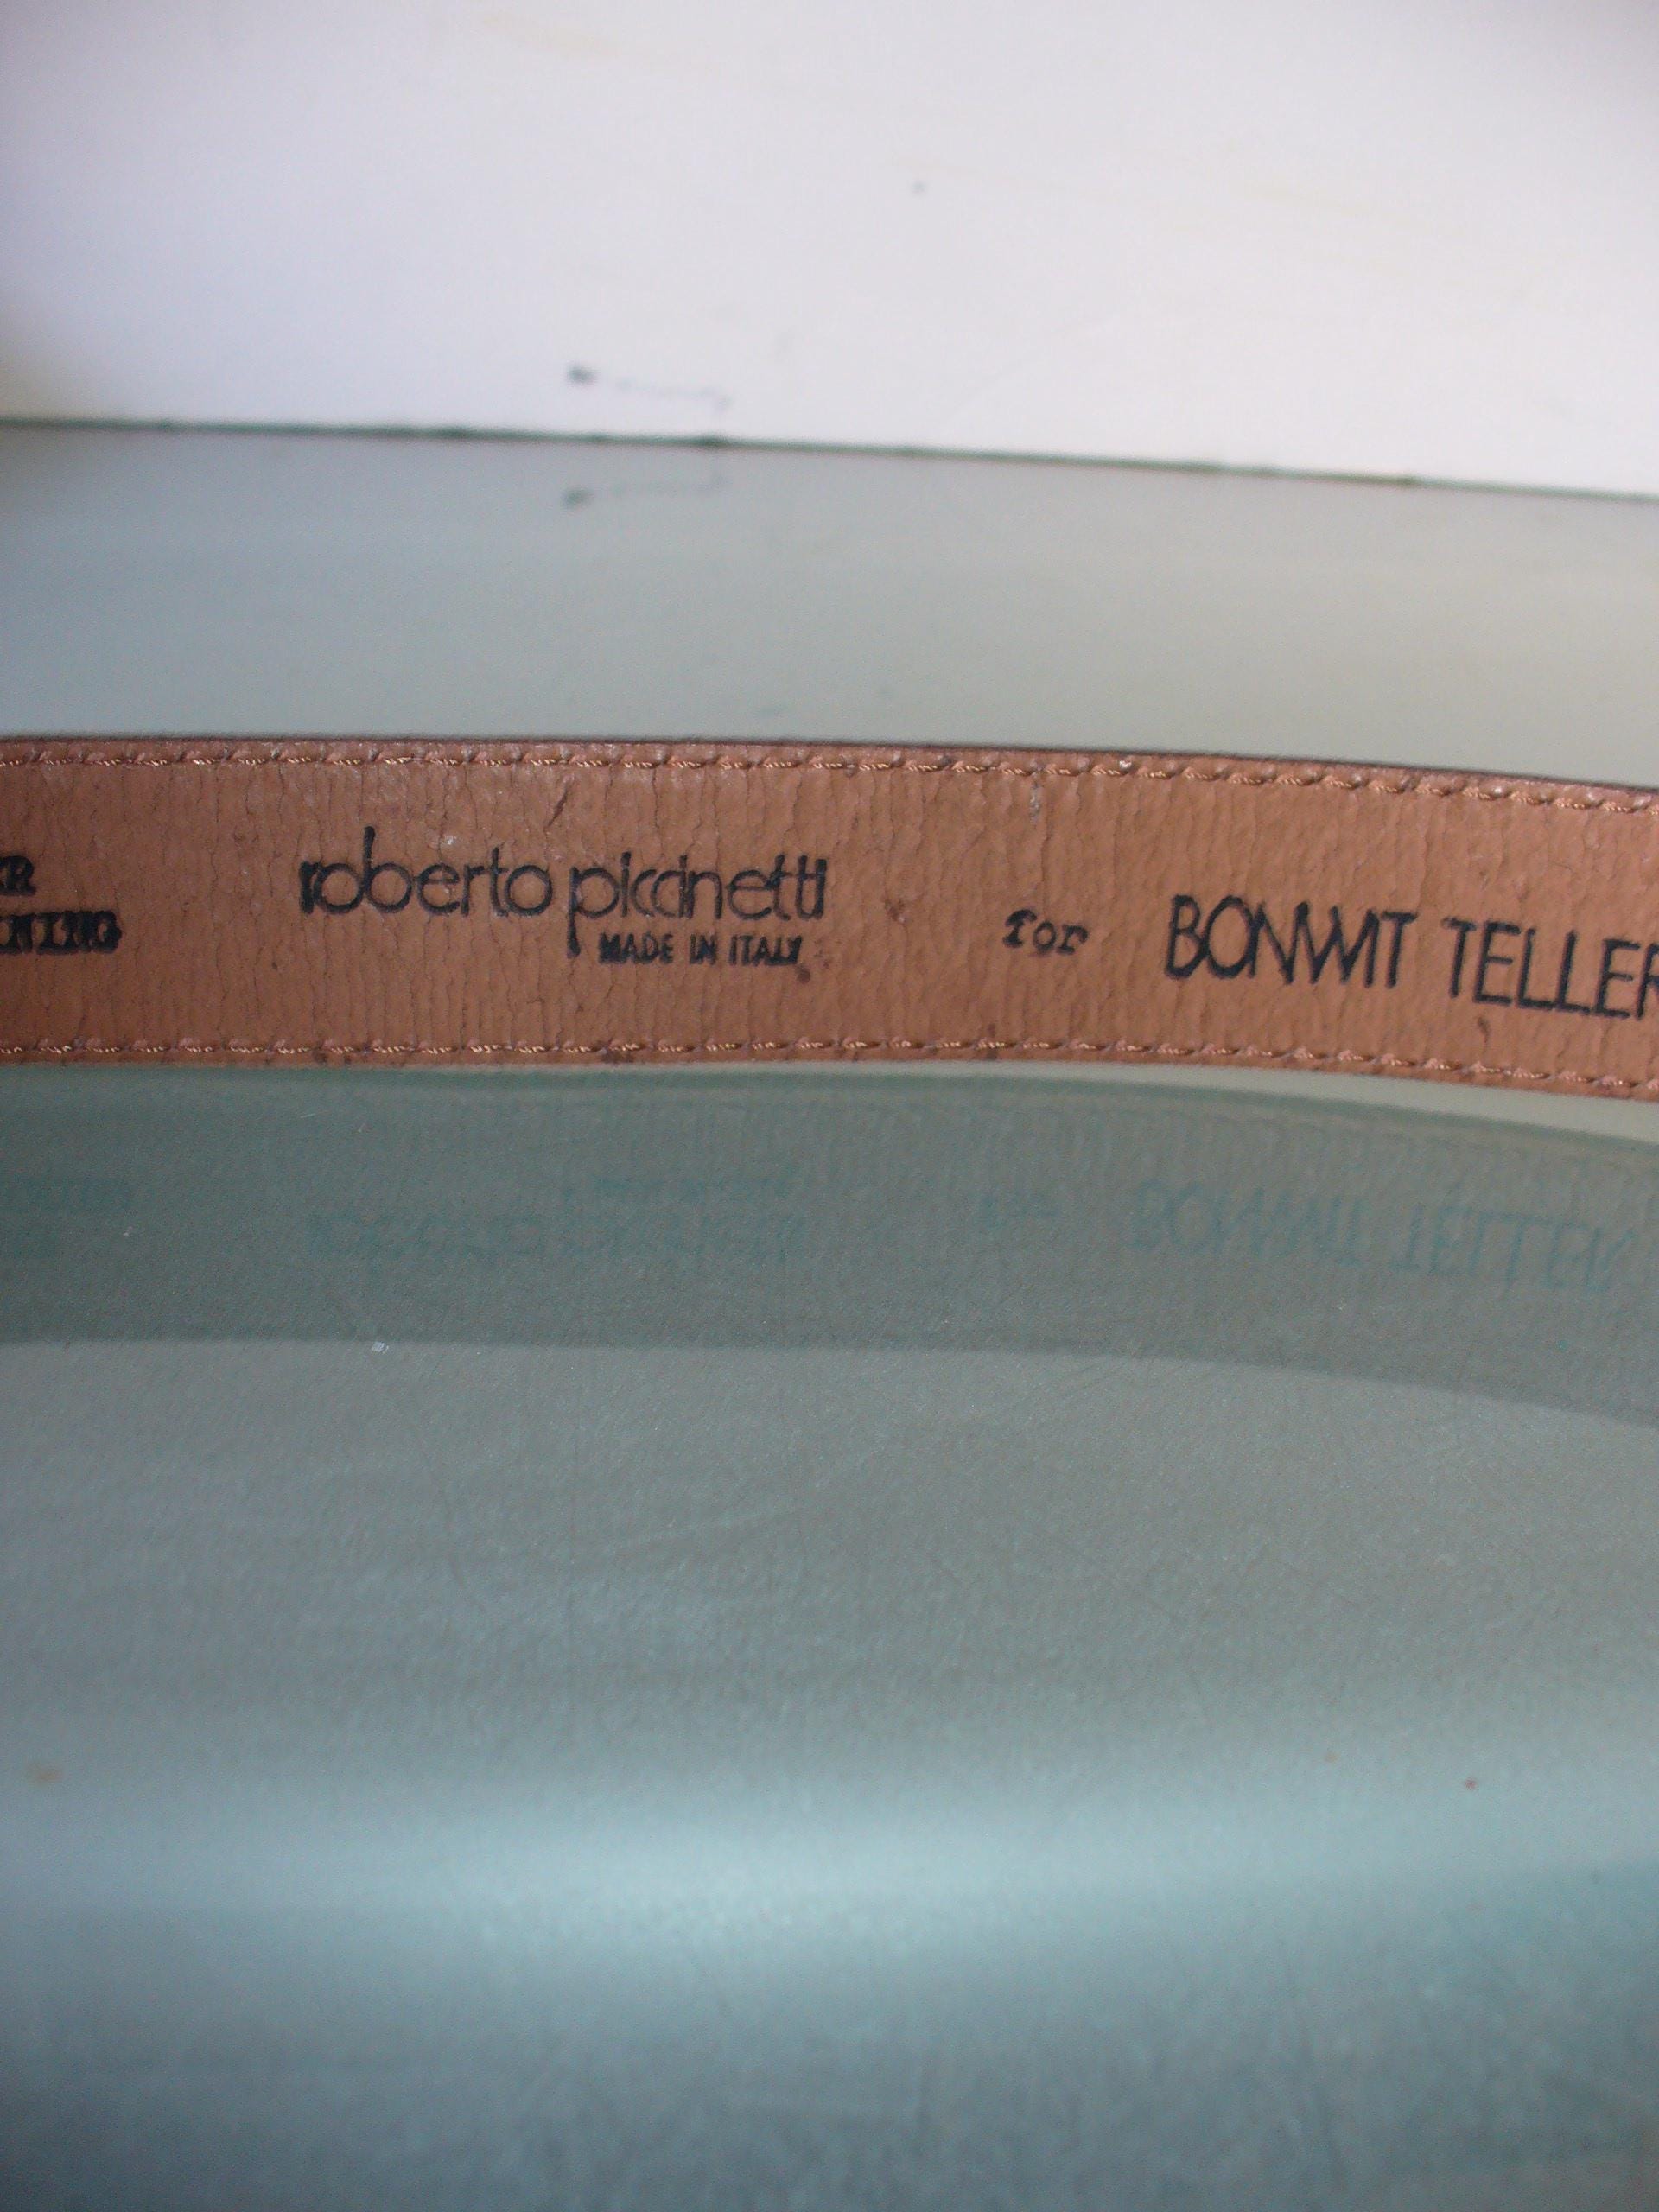 roberto piccinetti
MADE IN ITALY
for
BONWIT TELLER